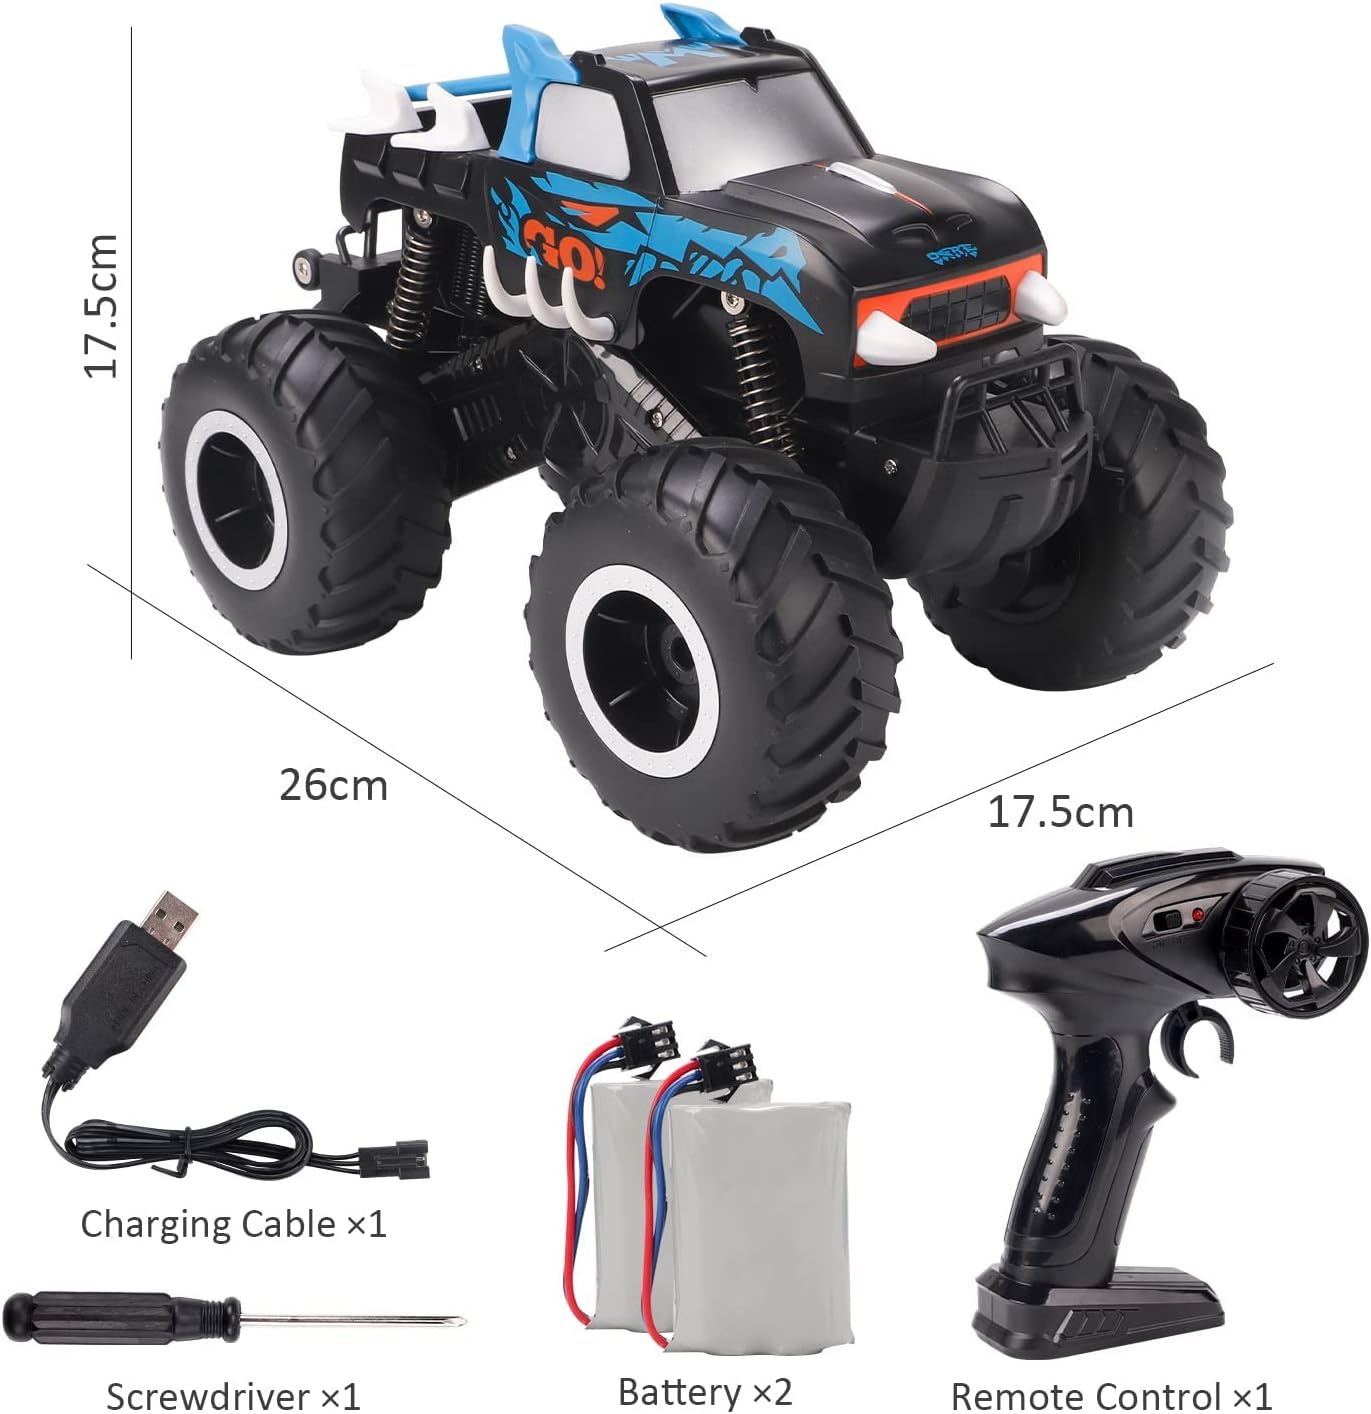 17.5cm
GO!
26cm
17.5cm
Charging Cable ×1
Screwdriver ×1
Battery ×2
Remote Control ×1